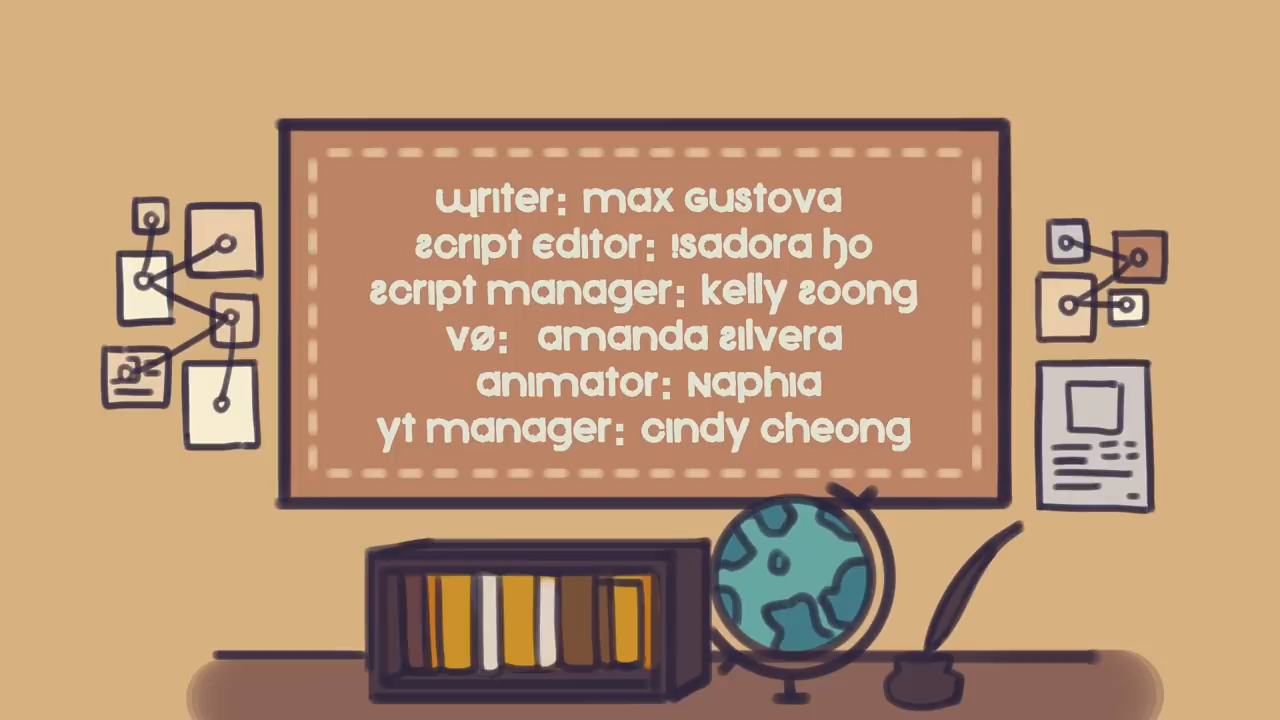 writer: max Gustova
script Editor: Isadora Ho
script manager: kelly soong
vø: amanda silvera
animator: Naphia
YT manager: cindy cheong